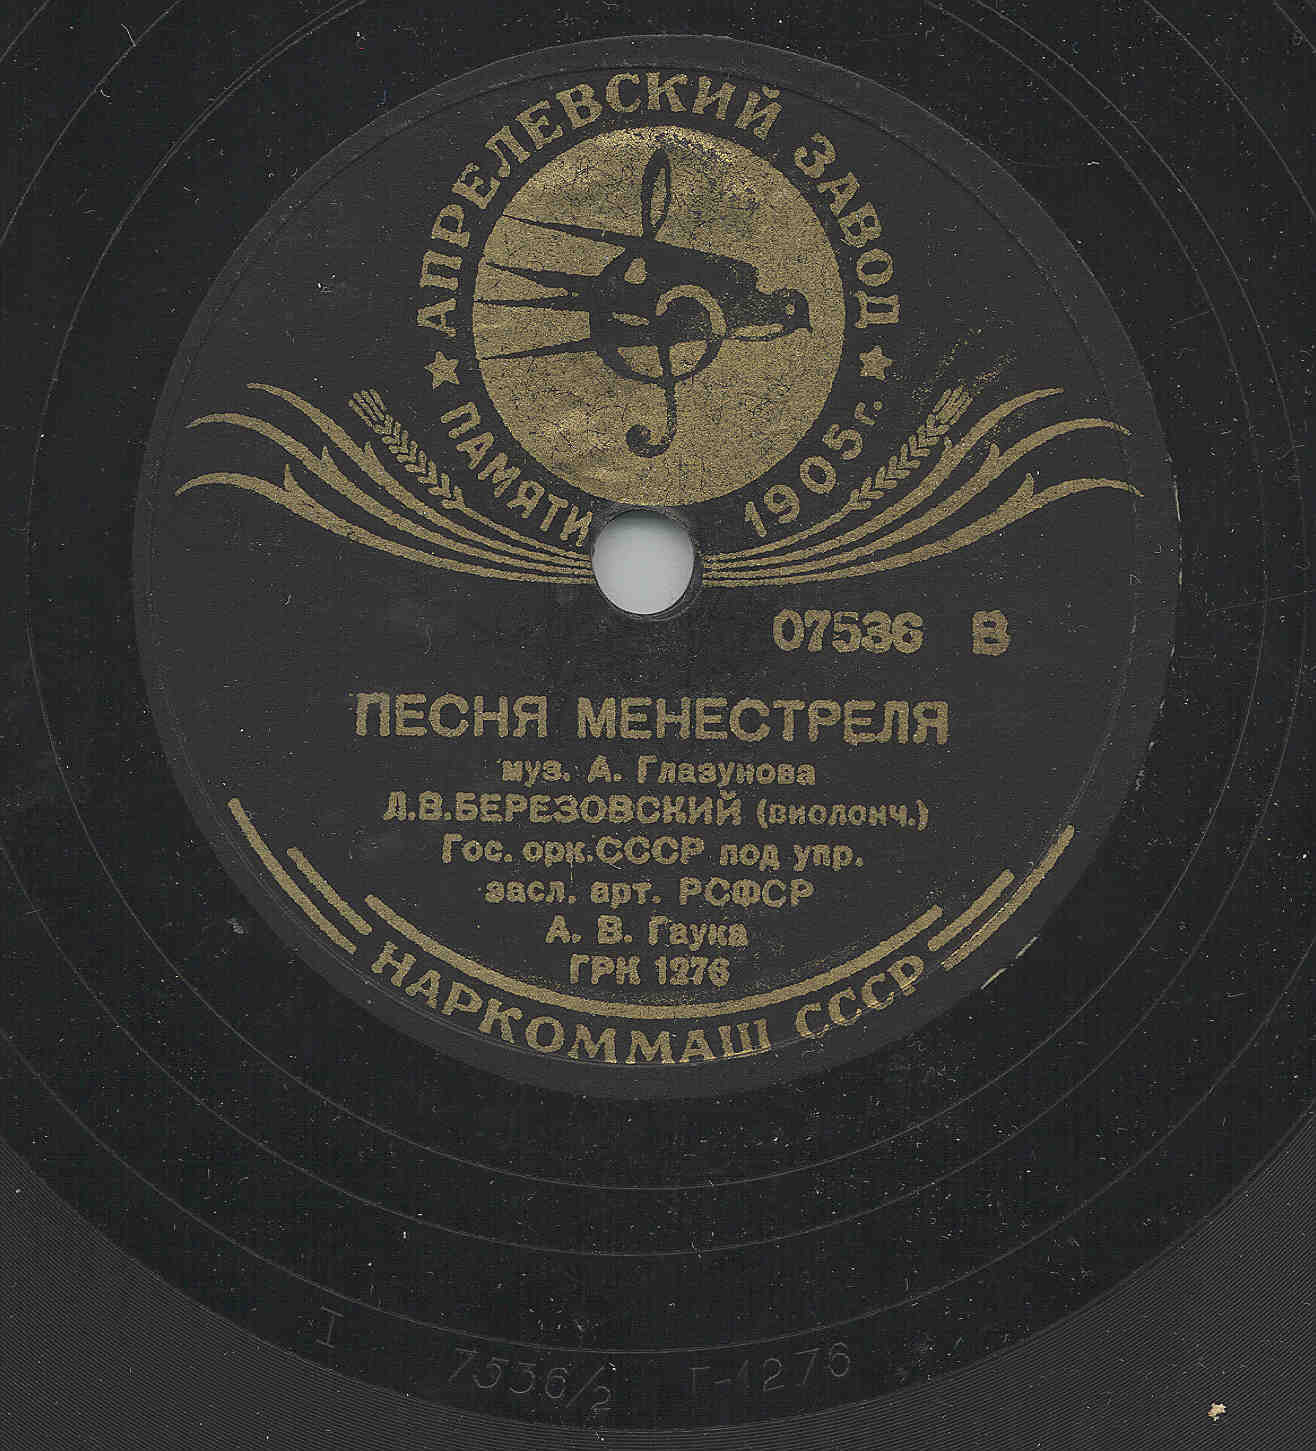 АПРЕЛЕВСКИЙ ЗАВОД
ПАМЯТИ 1905 г.
07536 В
ПЕСНЯ МЕНЕСТРЕЛЯ
муз. А. Глазунова
Л.В.БЕРЕЗОВСКИЙ (виолонч.)
Гос. орк.СССР под упр.
засл. арт. РСФСР
А. В. Гаука
ГРК 1276
НАРКОММАШ СССР
I 7536/2 Г-1276